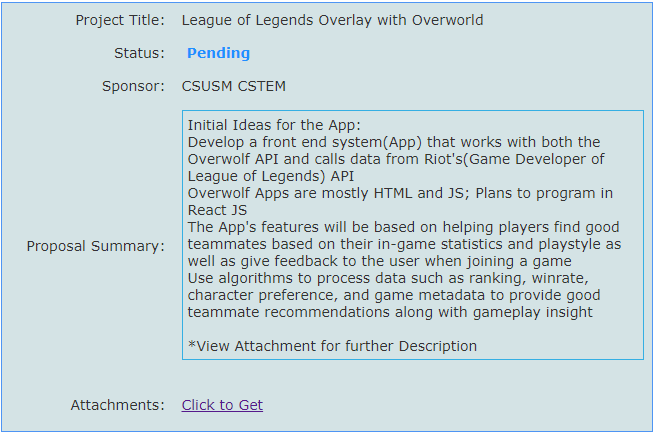 Project Title: League of Legends Overlay with Overworld
Status: Pending
Sponsor: CSUSM CSTEM
Proposal Summary:
Initial Ideas for the App:
Develop a front end system(App) that works with both the
Overwolf API and calls data from Riot's(Game Developer of
League of Legends) API
Overwolf Apps are mostly HTML and JS; Plans to program in
React JS
The App's features will be based on helping players find good
teammates based on their in-game statistics and playstyle as
well as give feedback to the user when joining a game
Use algorithms to process data such as ranking, winrate,
character preference, and game metadata to provide good
teammate recommendations along with gameplay insight
*View Attachment for further Description
Attachments: Click to Get